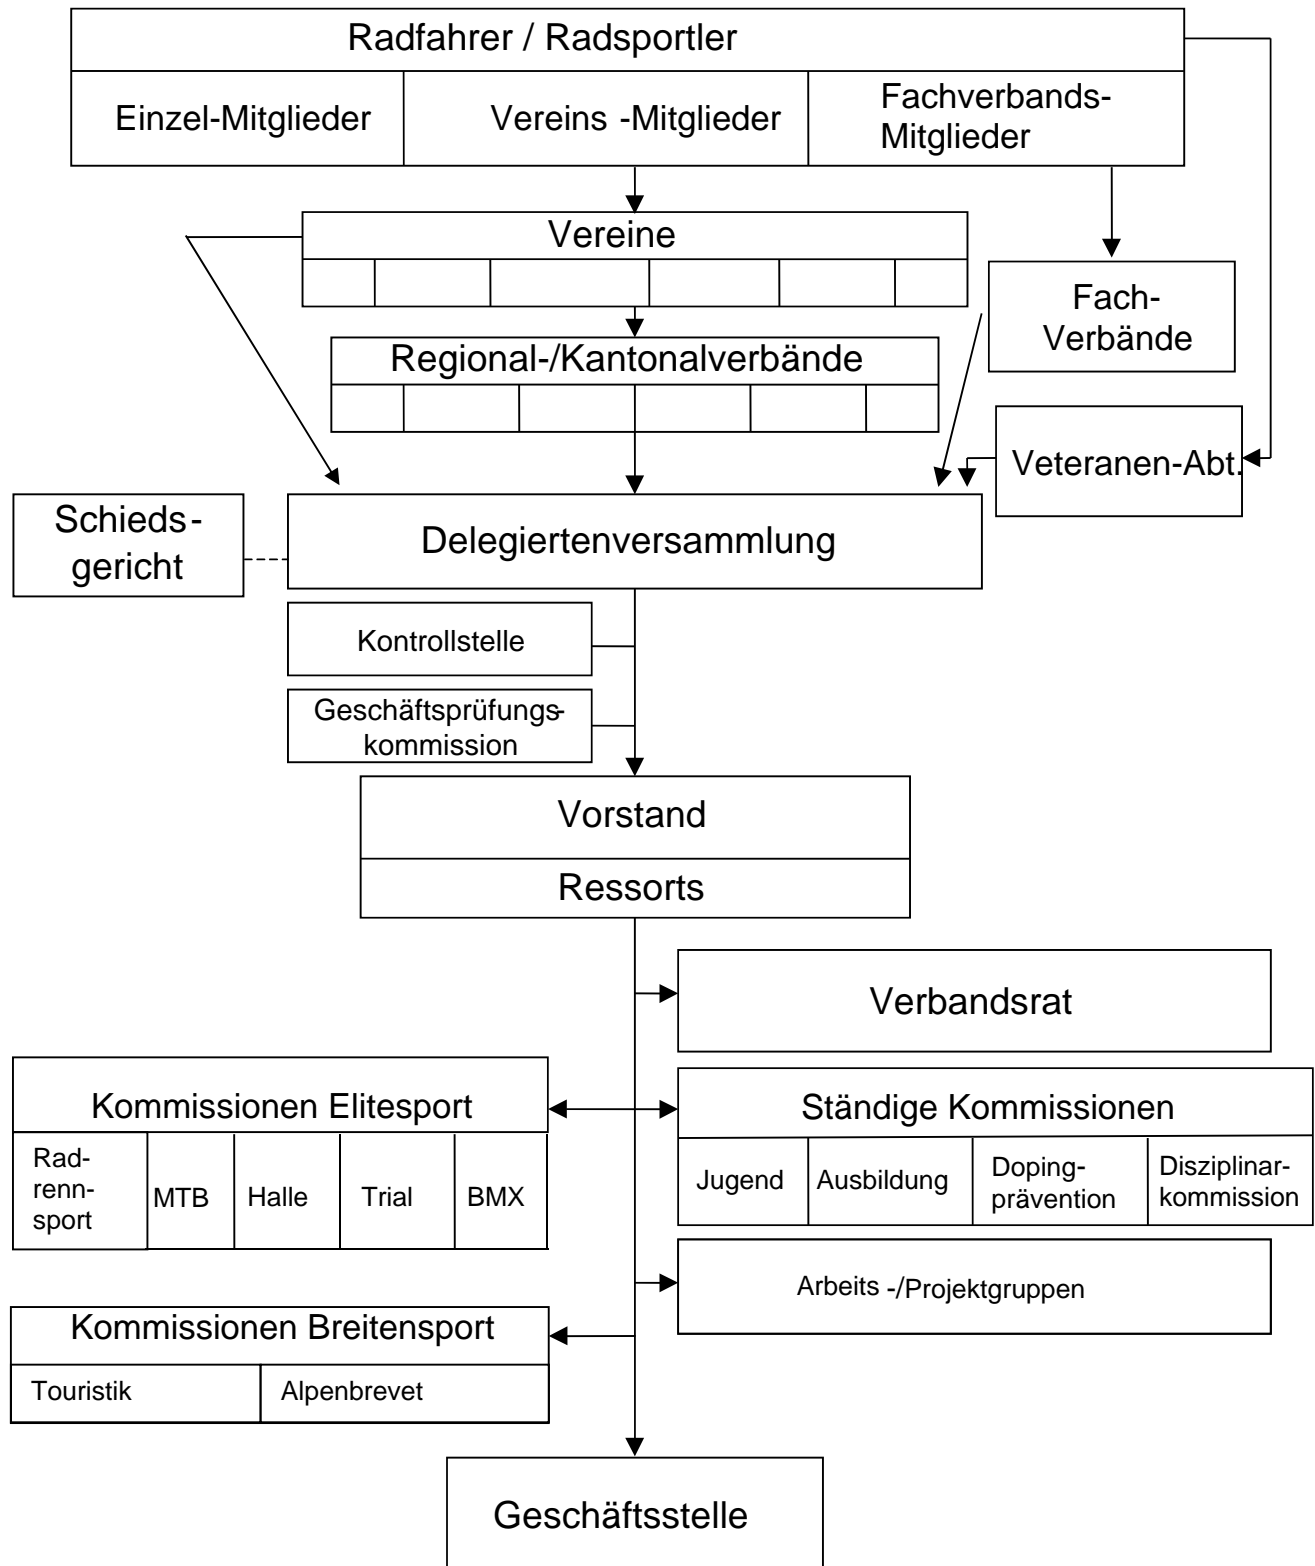 Radfahrer / Radsportler
Einzel-Mitglieder
Vereins -Mitglieder
Fachverbands-
Mitglieder
Vereine
Fach-
Verbände
Regional-/Kantonalverbände
Veteranen-Abt.
Schieds-
gericht
Delegiertenversammlung
Kontrollstelle
Geschäftsprüfungs-
kommission
Vorstand
Ressorts
Verbandsrat
Kommissionen Elitesport
Rad-
renn-
sport
MTB
Halle
Trial
BMX
Ständige Kommissionen
Jugend
Ausbildung
Doping-
prävention
Disziplinar-
kommission
Arbeits -/Projektgruppen
Kommissionen Breitensport
Touristik
Alpenbrevet
Geschäftsstelle